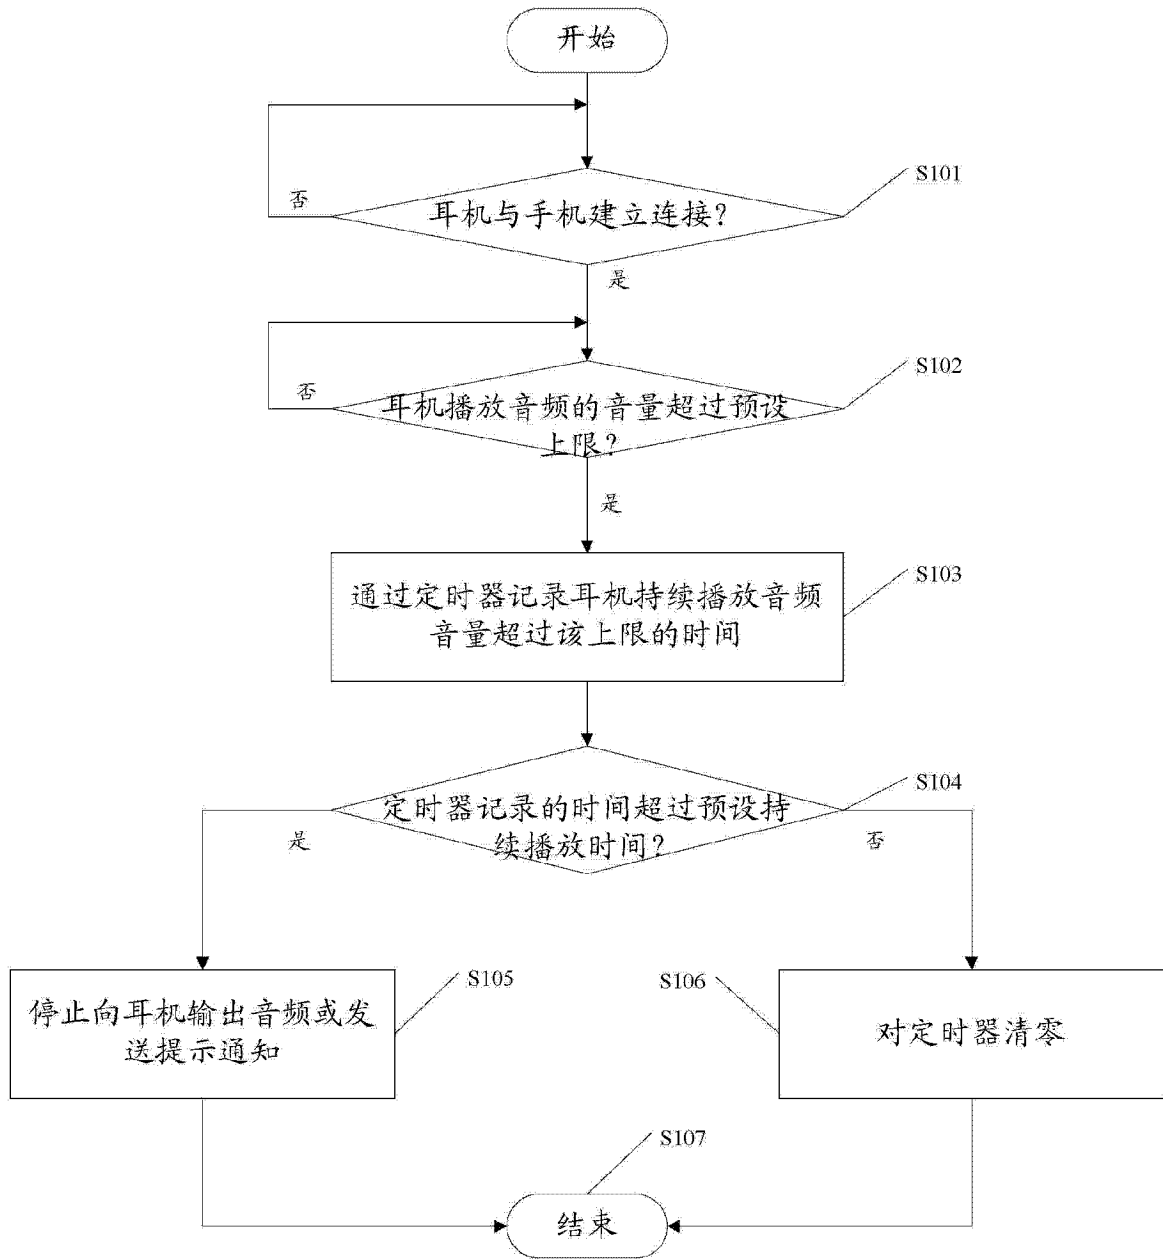 开始
S101
否
耳机与手机建立连接?
是
S102
否
耳机播放音频的音量超过预设
上限?
是
S103
通过定时器记录耳机持续播放音频
音量超过该上限的时间
S104
定时器记录的时间超过预设持
续播放时间?
是
否
S105
S106
停止向耳机输出音频或发
送提示通知
对定时器清零
S107
结束